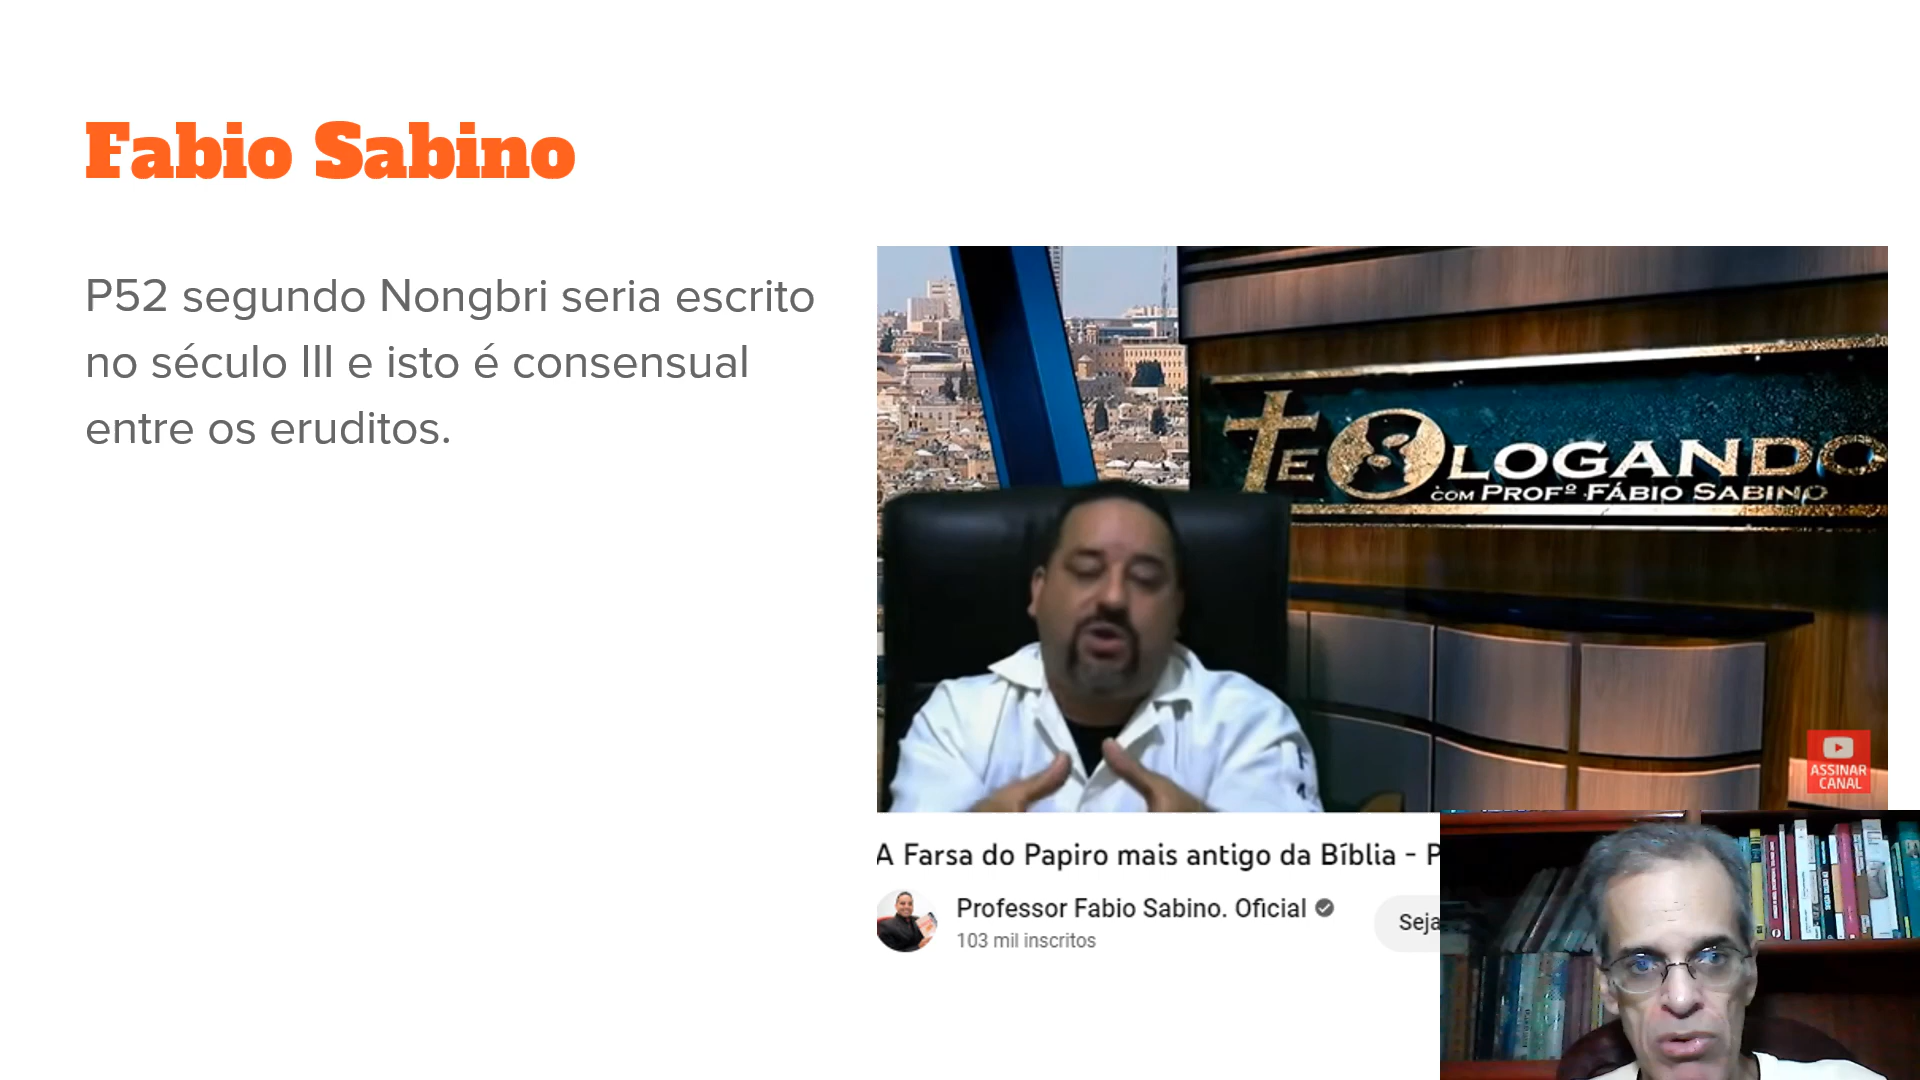 Fabio Sabino
P52 segundo Nongbri seria escrito
no século III e isto é consensual
entre os eruditos.
TEOLOGANDO
COM PROFº FÁBIO SABINO
ASSINAR
CANAL
A Farsa do Papiro mais antigo da Bíblia - P
Professor Fabio Sabino. Oficial
103 mil inscritos
Seja